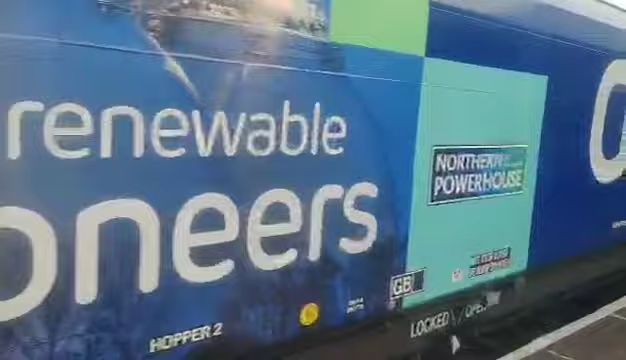 renewable
oneers
NORTHERN
POWERHOUSE
GB
HOPPER 2
LOCKED
OPEN